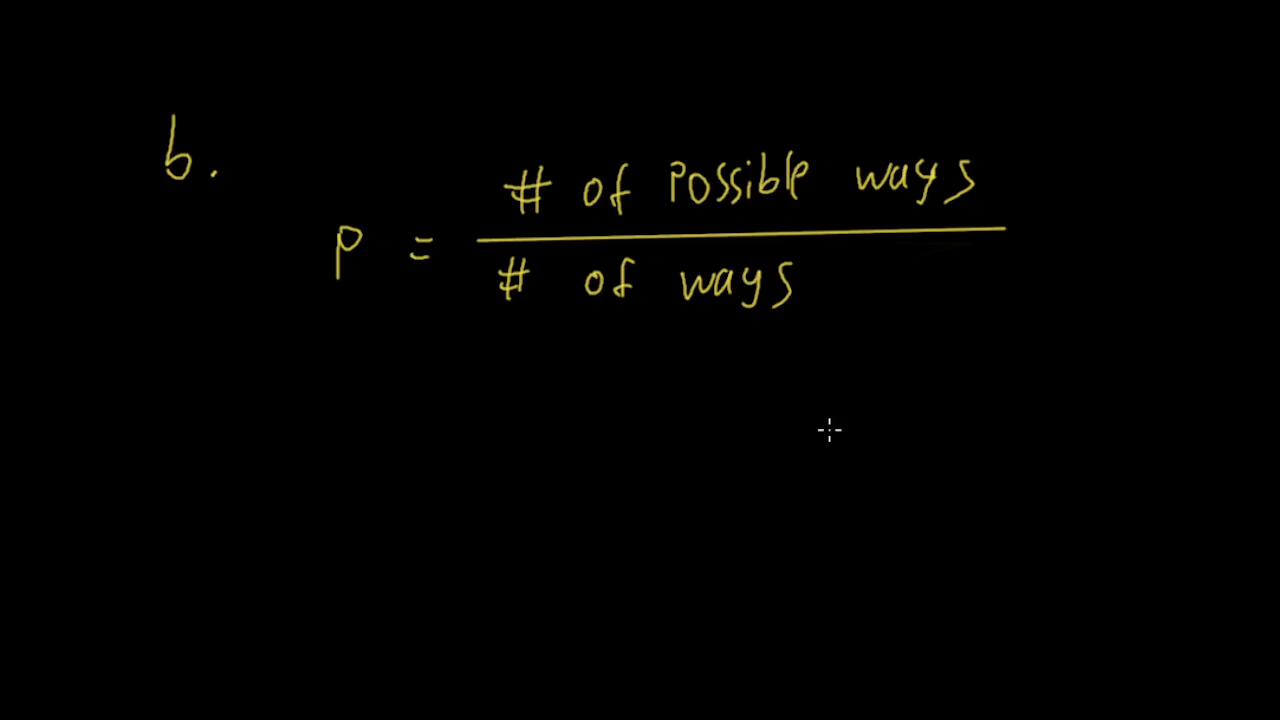 b.
P = # of possible ways
# of ways